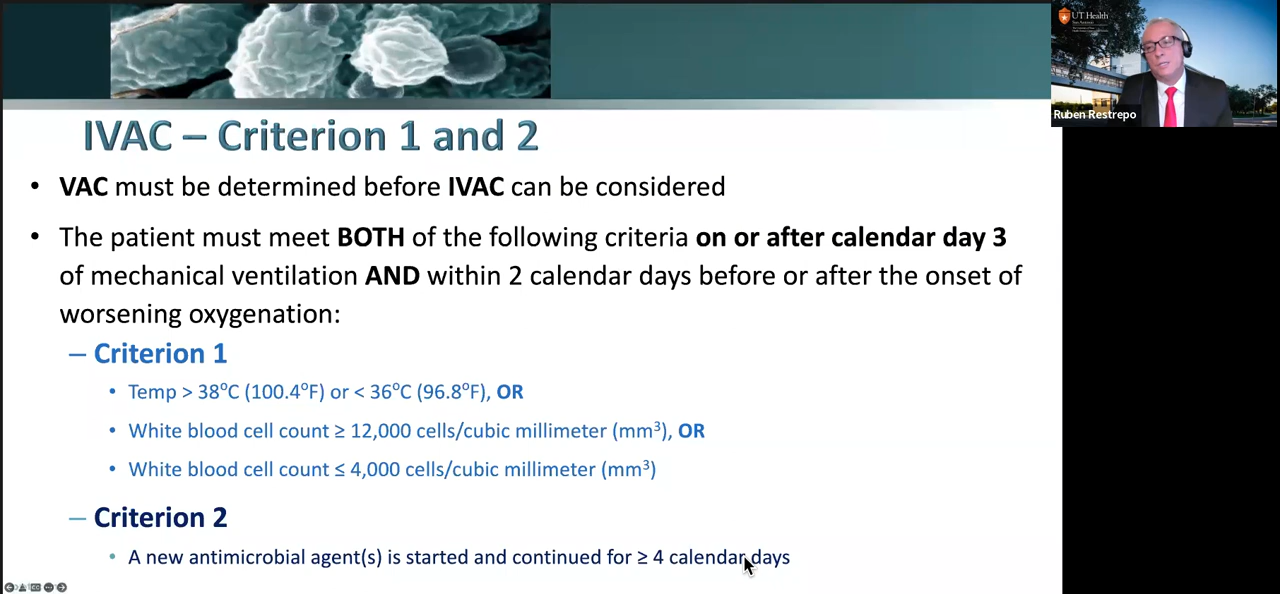 UT Health
San Antonio
Ruben Restrepo
IVAC – Criterion 1 and 2
• VAC must be determined before IVAC can be considered
• The patient must meet BOTH of the following criteria on or after calendar day 3
of mechanical ventilation AND within 2 calendar days before or after the onset of
worsening oxygenation:
– Criterion 1
• Temp > 38ºC (100.4ºF) or < 36ºC (96.8ºF), OR
• White blood cell count ≥ 12,000 cells/cubic millimeter (mm³), OR
• White blood cell count ≤ 4,000 cells/cubic millimeter (mm³)
– Criterion 2
• A new antimicrobial agent(s) is started and continued for ≥ 4 calendar days